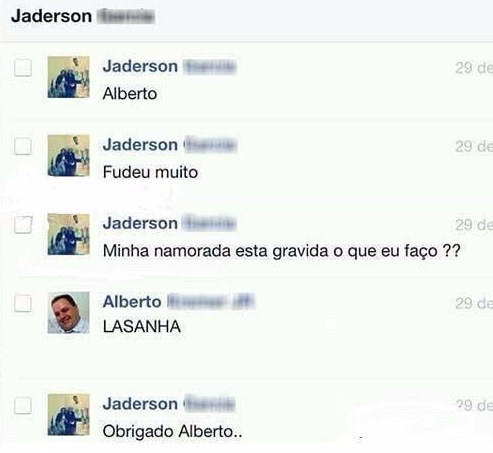 Jaderson
Jaderson
29 de
Alberto
Jaderson
29 de
Fudeu muito
Jaderson
29 de
Minha namorada esta gravida o que eu faço ??
Alberto
29 de
LASANHA
Jaderson
29 de
Obrigado Alberto..